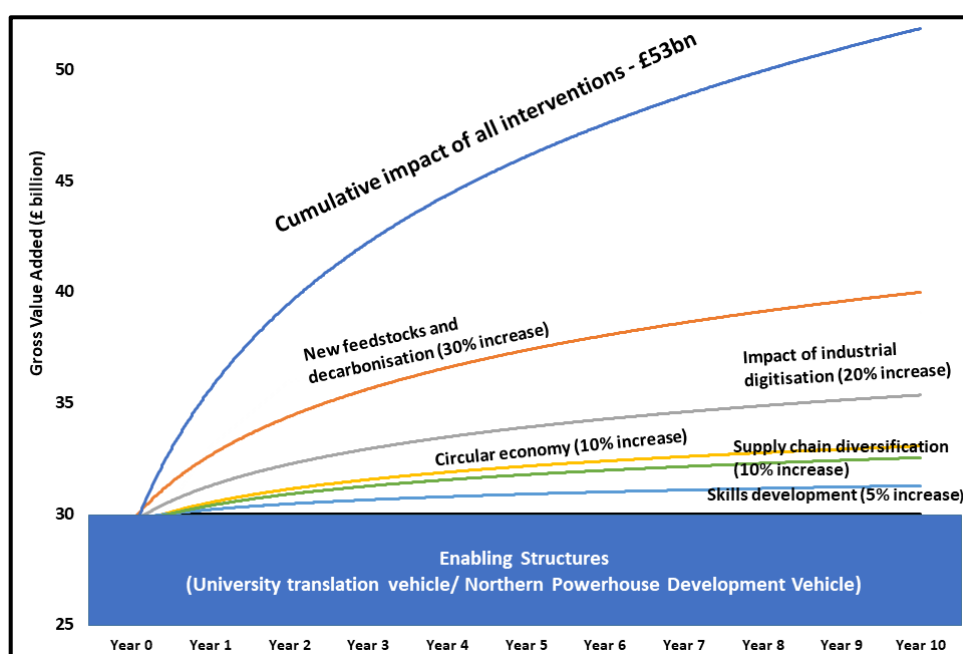 Gross Value Added (£ billion)
50
45
40
35
30
25
Cumulative impact of all interventions - £53bn
New feedstocks and
decarbonisation (30% increase)
Impact of industrial
digitisation (20% increase)
Circular economy (10% increase)
Supply chain diversification
(10% increase)
Skills development (5% increase)
Enabling Structures
(University translation vehicle/ Northern Powerhouse Development Vehicle)
Year 0 Year 1 Year 2 Year 3 Year 4 Year 5 Year 6 Year 7 Year 8 Year 9 Year 10